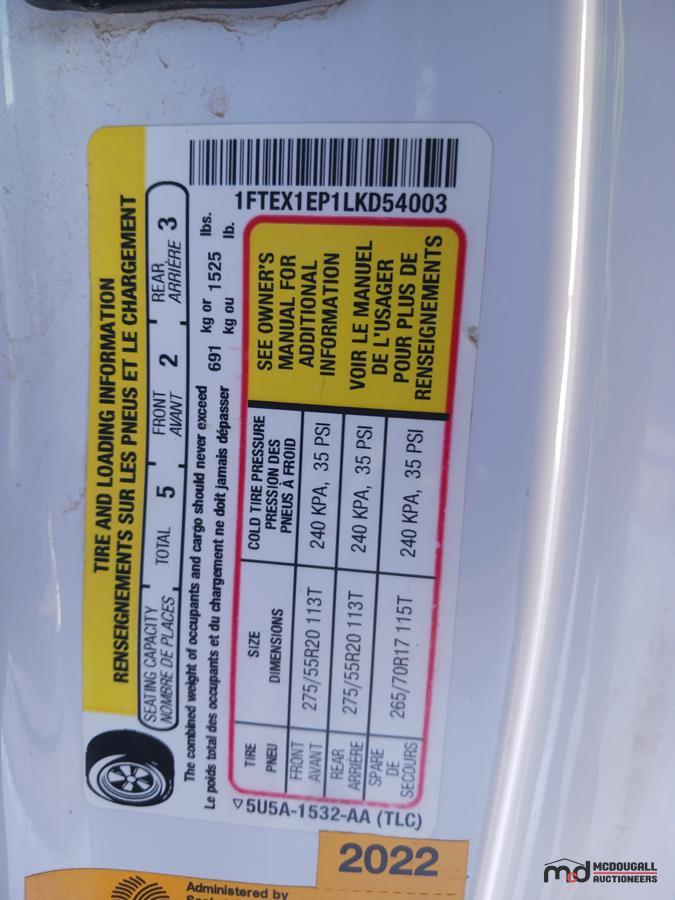 TIRE AND LOADING INFORMATION
RENSEIGNEMENTS SUR LES PNEUS ET LE CHARGEMENT
SEATING CAPACITY TOTAL 5 FRONT 2 REAR 3
NOMBRE DE PLACES AVANT ARRIÈRE
The combined weight of occupants and cargo should never exceed 691 kg or 1525 lbs.
Le poids total des occupants et du chargement ne doit jamais dépasser kg ou lb.
1FTEX1EP1LKD54003
TIRE SIZE COLD TIRE PRESSURE
PNEU DIMENSIONS PRESSION DES
PNEUS À FROID
FRONT 275/55R20 113T 240 KPA, 35 PSI
AVANT
REAR 275/55R20 113T 240 KPA, 35 PSI
ARRIÈRE
SPARE 265/70R17 115T 240 KPA, 35 PSI
DE
SECOURS
SEE OWNER'S
MANUAL FOR
ADDITIONAL
INFORMATION
VOIR LE MANUEL
DE L'USAGER
POUR PLUS DE
RENSEIGNEMENTS
5U5A-1532-AA (TLC)
2022
Administered by
md MCDOUGALL
AUCTIONEERS